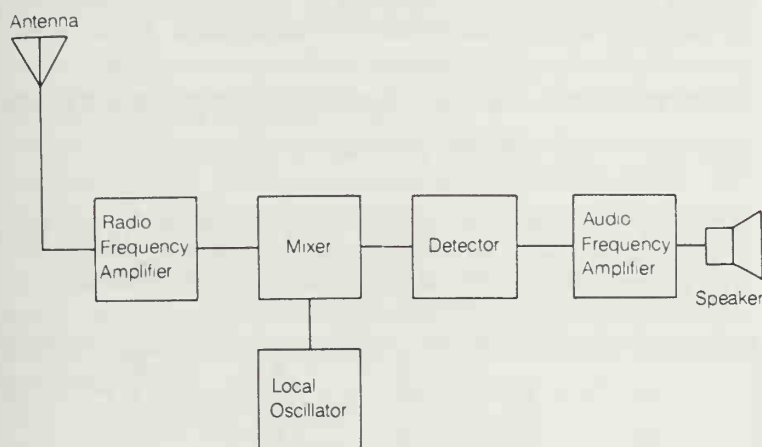 Antenna
Radio
Frequency
Amplifier
Mixer
Detector
Audio
Frequency
Amplifier
Speaker
Local
Oscillator